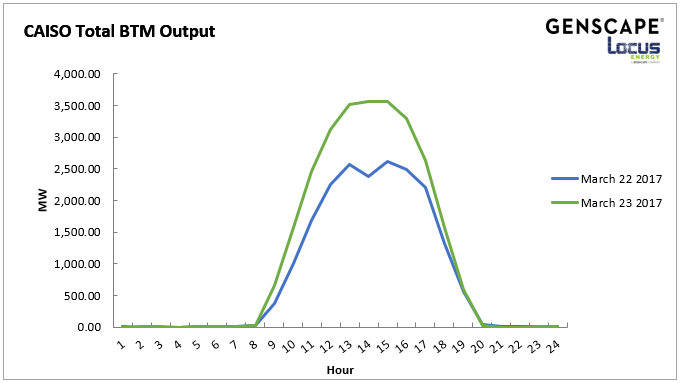 CAISO Total BTM Output
GENSCAPE®
Locus
ENERGY
A GENSCAPE COMPANY
4,000.00
3,500.00
3,000.00
2,500.00
2,000.00
1,500.00
1,000.00
500.00
0.00
MW
March 22 2017
March 23 2017
1 2 3 4 5 6 7 8 9 10 11 12 13 14 15 16 17 18 19 20 21 22 23 24
Hour